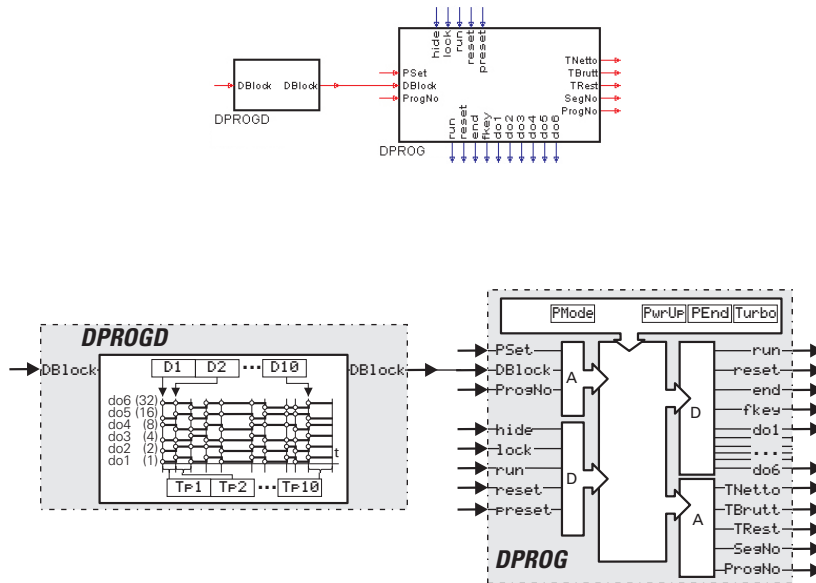 hide lock run reset preset
DBlock DBlock
DPROGD
PSet
DBlock
ProgNo
TNetto
TBrutt
TRest
SegNo
ProgNo
run reset end fkey do1 do2 do3 do4 do5 do6
DPROG
DPROGD
DBlock
D1 D2 ••• D10
DBlock
do6 (32)
do5 (16)
do4 (8)
do3 (4)
do2 (2)
do1 (1)
t
Tp1 Tp2 ••• Tp10
PMode PwrUp PEnd Turbo
PSet
DBlock
ProgNo
A
hide
lock
run
reset
preset
D
run
reset
end
fkey
do1
...
do6
D
TNetto
TBrutt
TRest
SegNo
ProgNo
A
DPROG